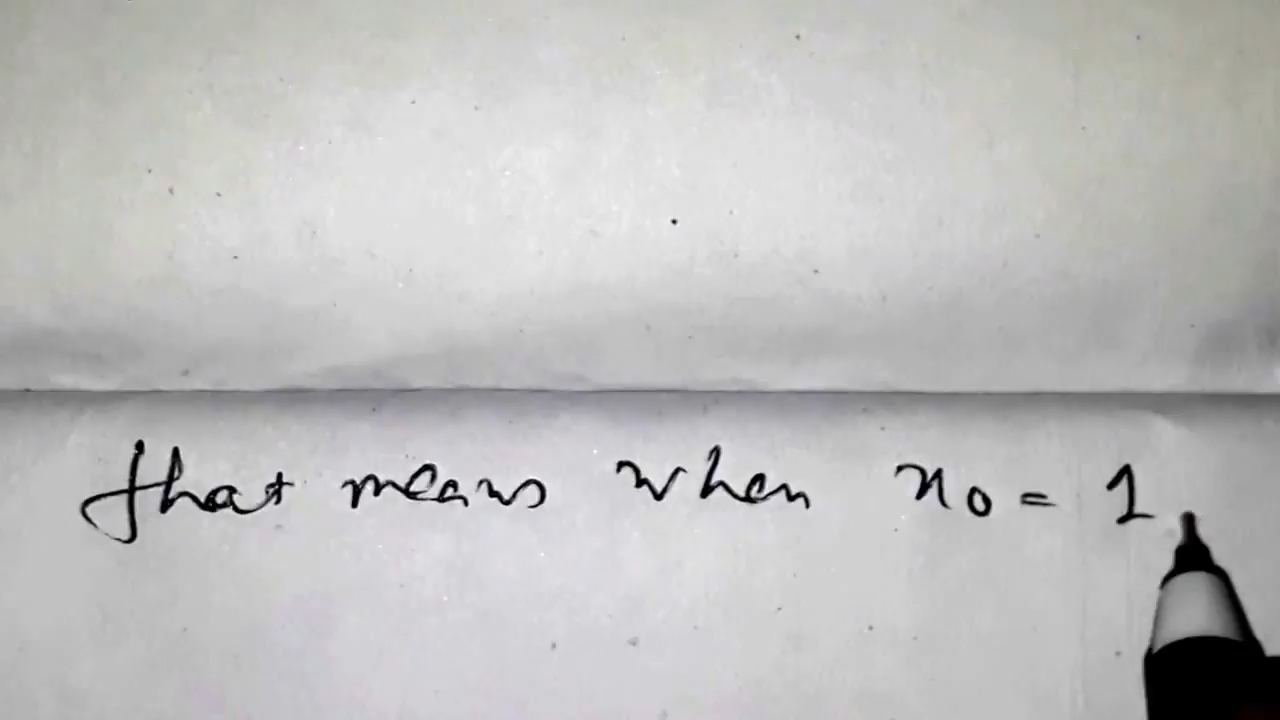 that means when x₀ = 1